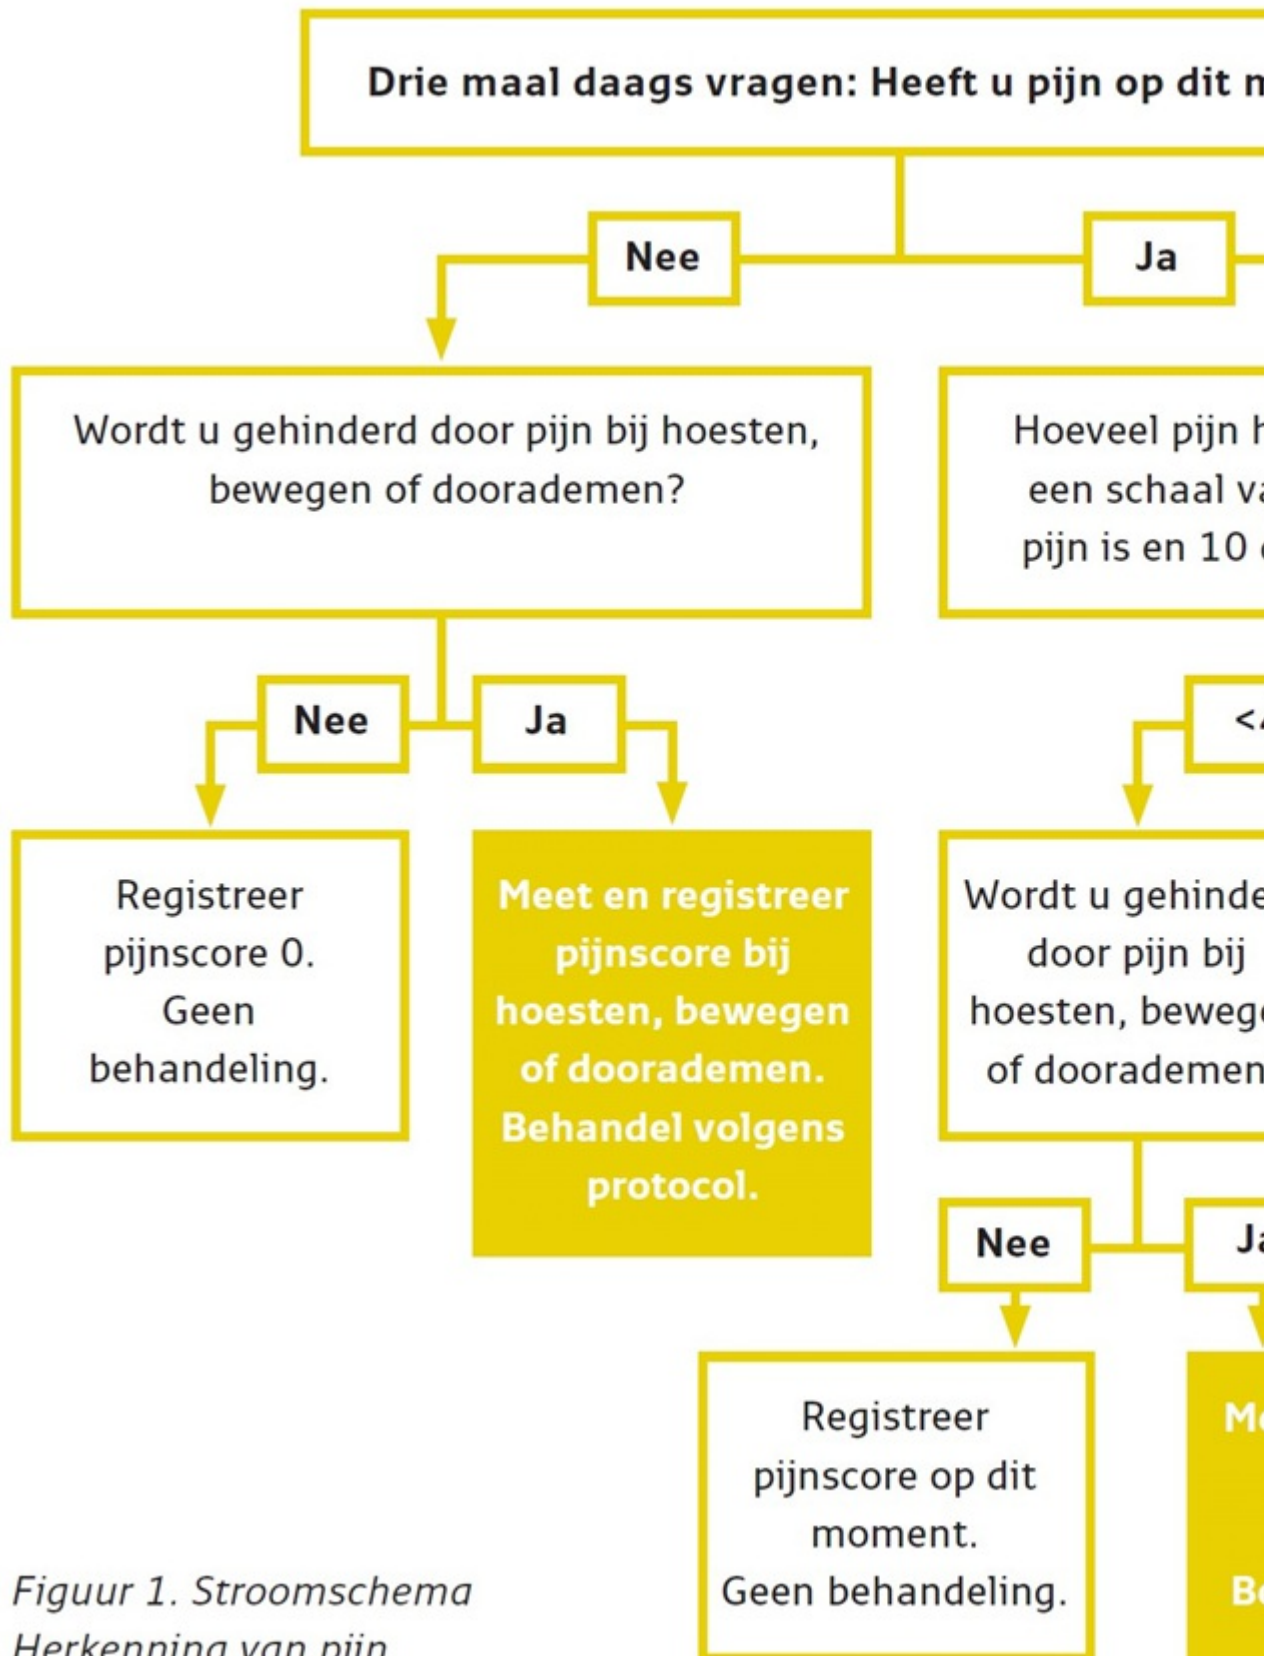 Drie maal daags vragen: Heeft u pijn op dit
Nee
Ja
Wordt u gehinderd door pijn bij hoesten,
bewegen of doorademen?
Hoeveel pijn
een schaal
pijn is en 10
Nee
Ja
Registreer
pijnscore 0.
Geen
behandeling.
Meet en registreer
pijnscore bij
hoesten, bewegen
of doorademen.
Behandel volgens
protocol.
Wordt u
door pijn bij
hoesten,
of doorademen
Nee
Registreer
pijnscore op dit
moment.
Geen behandeling.
Figuur 1. Stroomschema
Herkenning van pijn